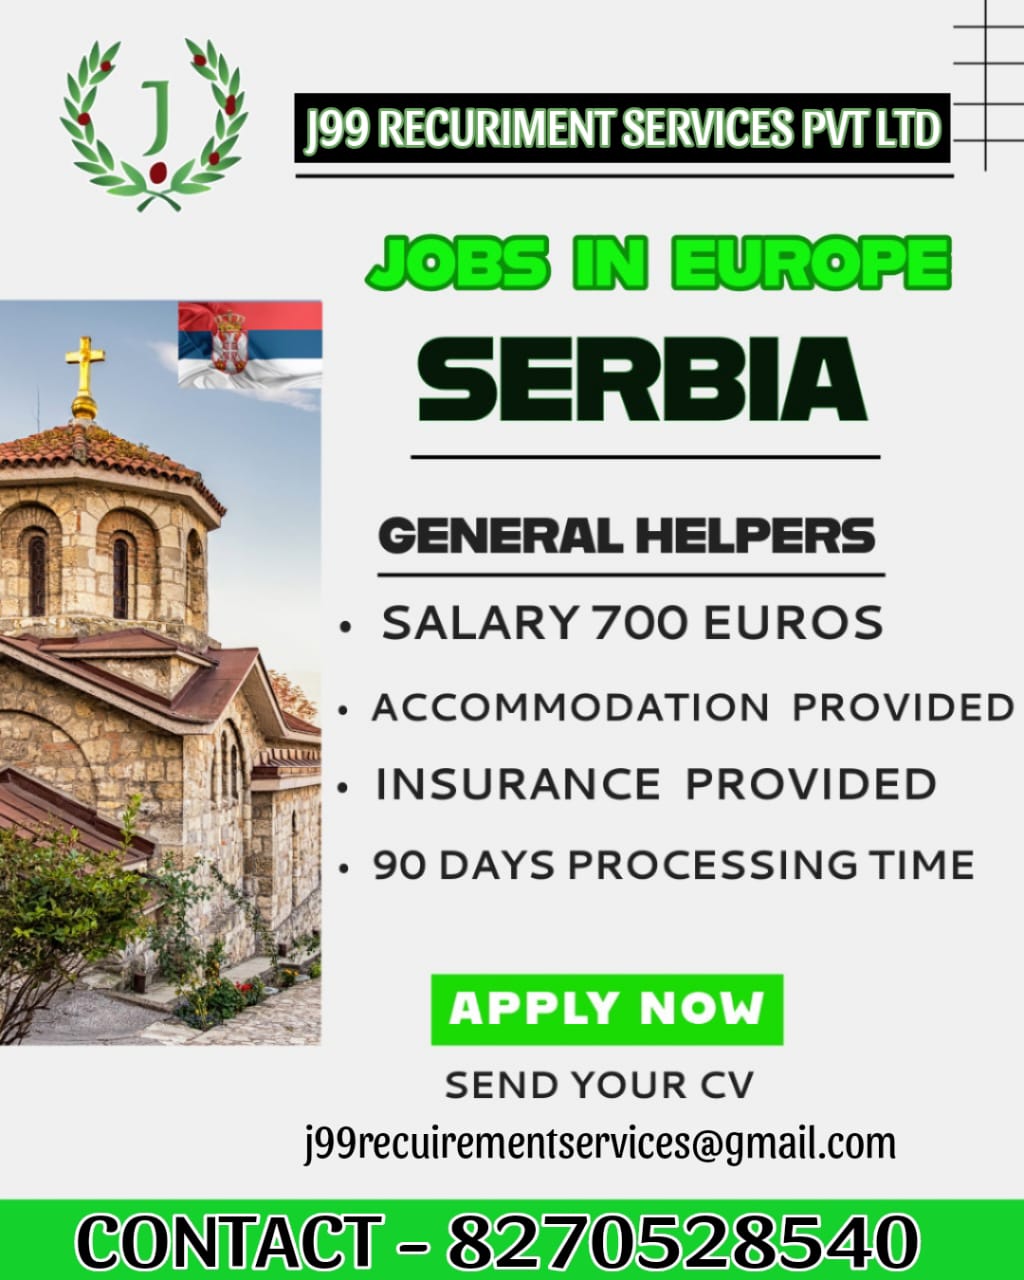 J
J99 RECURIMENT SERVICES PVT LTD
JOBS IN EUROPE
SERBIA
GENERAL HELPERS
• SALARY 700 EUROS
• ACCOMMODATION PROVIDED
• INSURANCE PROVIDED
• 90 DAYS PROCESSING TIME
APPLY NOW
SEND YOUR CV
j99recuirementservices@gmail.com
CONTACT - 8270528540